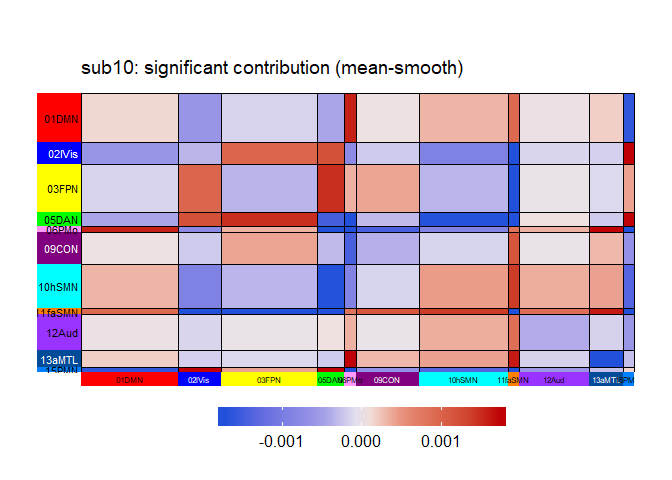 sub10: significant contribution (mean-smooth)
01DMN
02lVis
03FPN
05DAN
06PMo
09CON
10hSMN
11faSMN
12Aud
13aMTL
15PMN
01DMN 02lVis 03FPN 05DAN 09CON 10hSMN 11faSMN 12Aud 13aMTL
-0.001 0.000 0.001